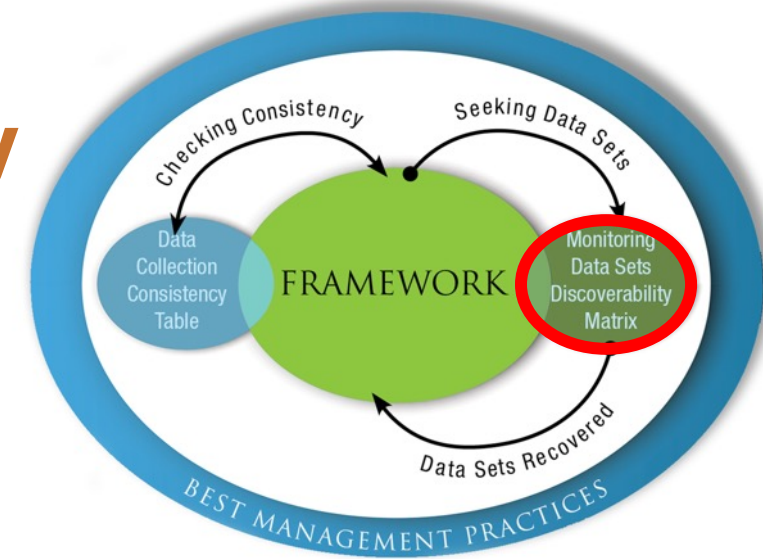 y
Checking Consistency
Seeking Data Sets
Data
Collection
Consistency
Table
FRAMEWORK
Monitoring
Data Sets
Discoverability
Matrix
Data Sets Recovered
BEST MANAGEMENT PRACTICES